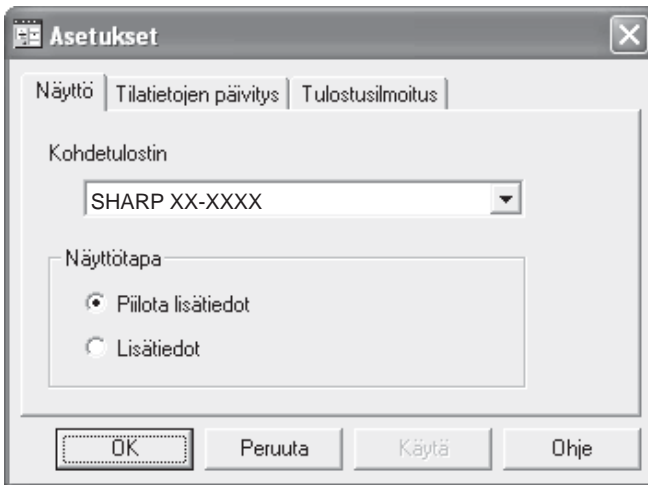 Asetukset
Näyttö Tilatietojen päivitys Tulostusilmoitus
Kohdetulostin
SHARP XX-XXXX
Näyttötapa
Piilota lisätiedot
Lisätiedot
OK Peruuta Käytä Ohje